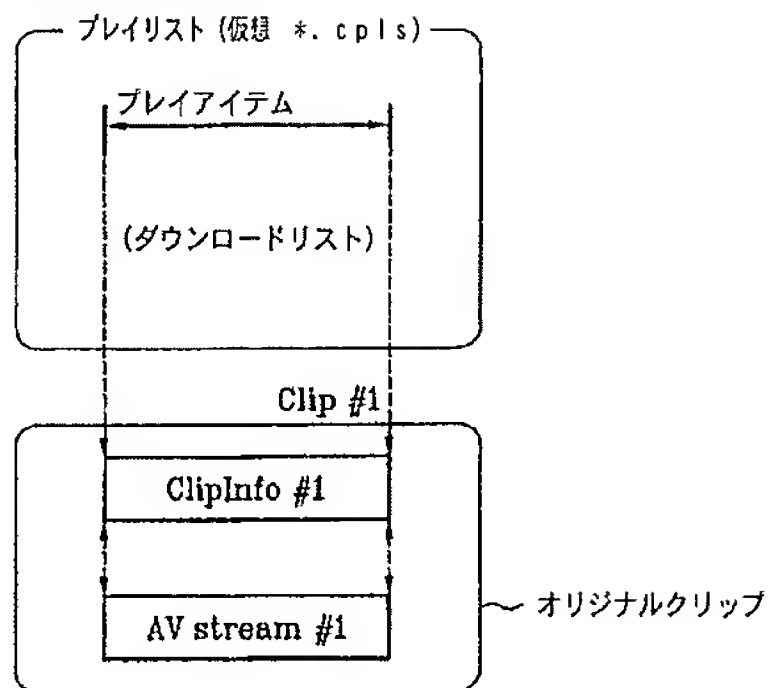 プレイリスト (仮想 *.cpls)
プレイアイテム
(ダウンロードリスト)
Clip #1
ClipInfo #1
AV stream #1
オリジナルクリップ